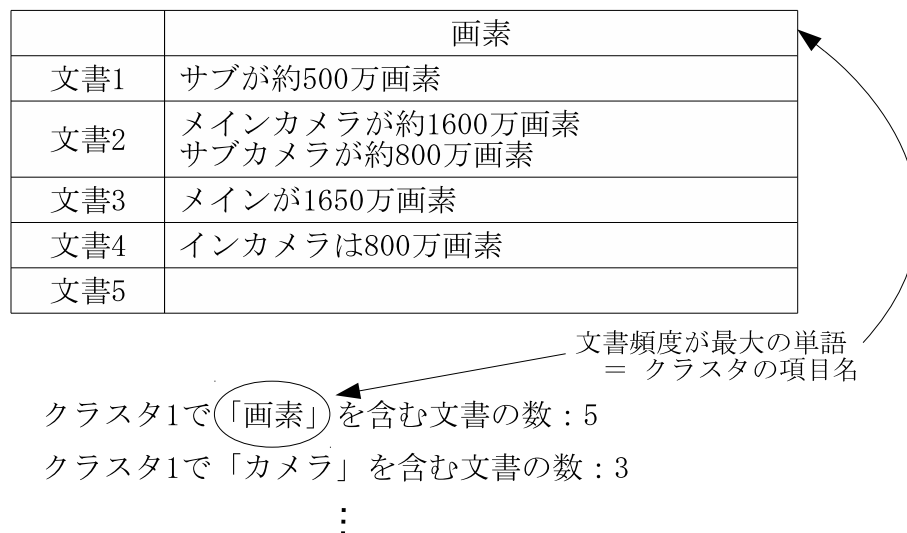 画素
文書1 サブが約500万画素
文書2 メインカメラが約1600万画素
サブカメラが約800万画素
文書3 メインが1650万画素
文書4 インカメラは800万画素
文書5
文書頻度が最大の単語
= クラスタの項目名
クラスタ1で「画素」を含む文書の数:5
クラスタ1で「カメラ」を含む文書の数:3
⋮